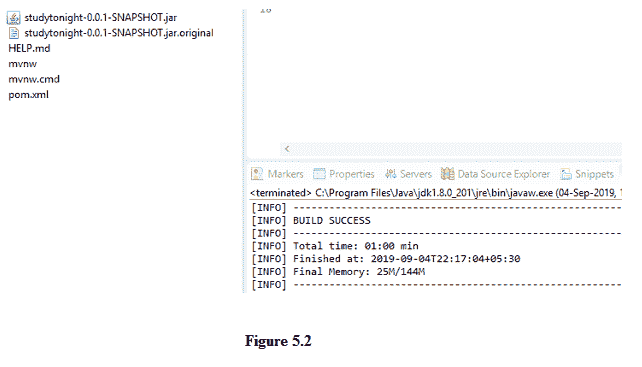 studytonight-0.0.1-SNAPSHOT.jar
studytonight-0.0.1-SNAPSHOT.jar.original
HELP.md
mvnw
mvnw.cmd
pom.xml
Markers Properties Servers Data Source Explorer Snippets
<terminated> C:\Program Files\Java\jdk1.8.0_201\jre\bin\javaw.exe (04-Sep-2019, 1
[INFO] ------------------------------------------------------
[INFO] BUILD SUCCESS
[INFO] ------------------------------------------------------
[INFO] Total time: 01:00 min
[INFO] Finished at: 2019-09-04T22:17:04+05:30
[INFO] Final Memory: 25M/144M
[INFO] ------------------------------------------------------
Figure 5.2